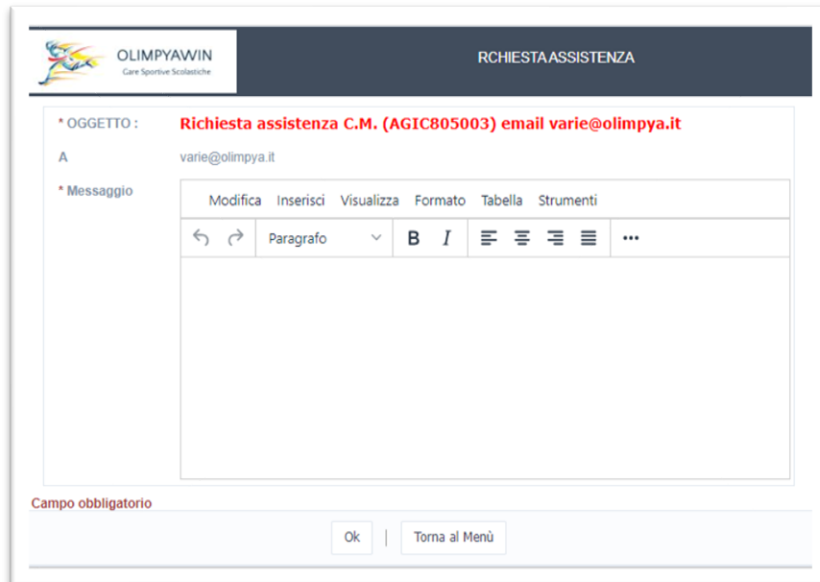 OLIMPYAWIN
Gare Sportive Scolastiche
RCHIESTA ASSISTENZA
* OGGETTO : Richiesta assistenza C.M. (AGIC805003) email varie@olimpya.it
A varie@olimpya.it
* Messaggio
Modifica Inserisci Visualizza Formato Tabella Strumenti
Paragrafo B I ...
Campo obbligatorio
Ok | Torna al Menù